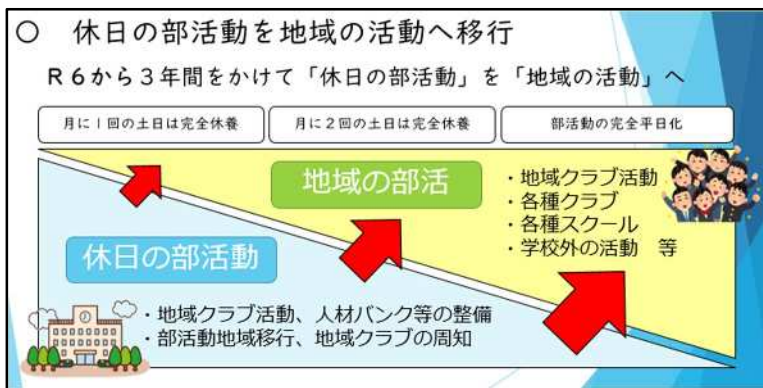 ○ 休日の部活動を地域の活動へ移行
R6から3年間をかけて「休日の部活動」を「地域の活動」へ
月に1回の土日は完全休養
月に2回の土日は完全休養
部活動の完全平日化
地域の部活
・地域クラブ活動
・各種クラブ
・各種スクール
・学校外の活動 等
休日の部活動
・地域クラブ活動、人材バンク等の整備
・部活動地域移行、地域クラブの周知